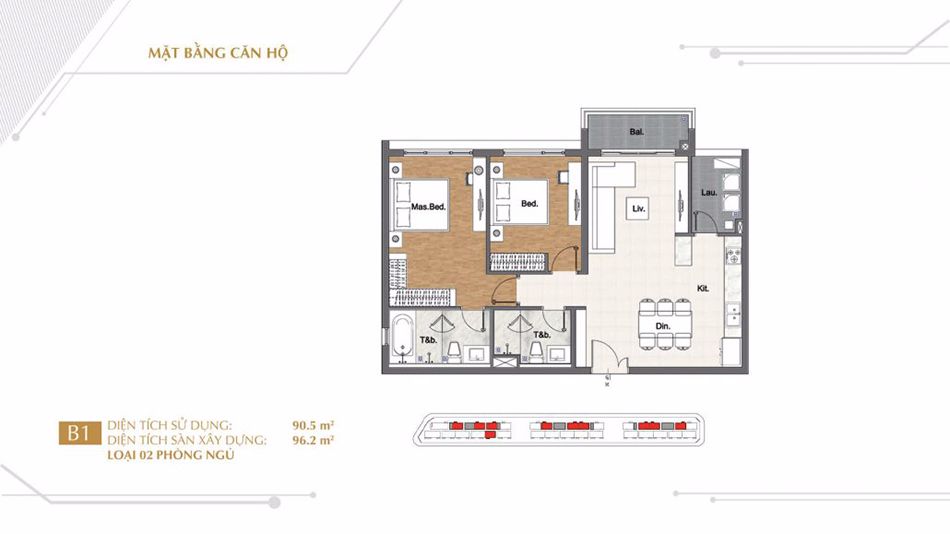 MẶT BẰNG CĂN HỘ
Bal.
Mas.Bed.
Bed.
Liv.
Lau.
Kit.
Din.
T&b.
T&b.
B1
DIỆN TÍCH SỬ DỤNG: 90.5 m²
DIỆN TÍCH SÀN XÂY DỰNG: 96.2 m²
LOẠI 02 PHÒNG NGỦ